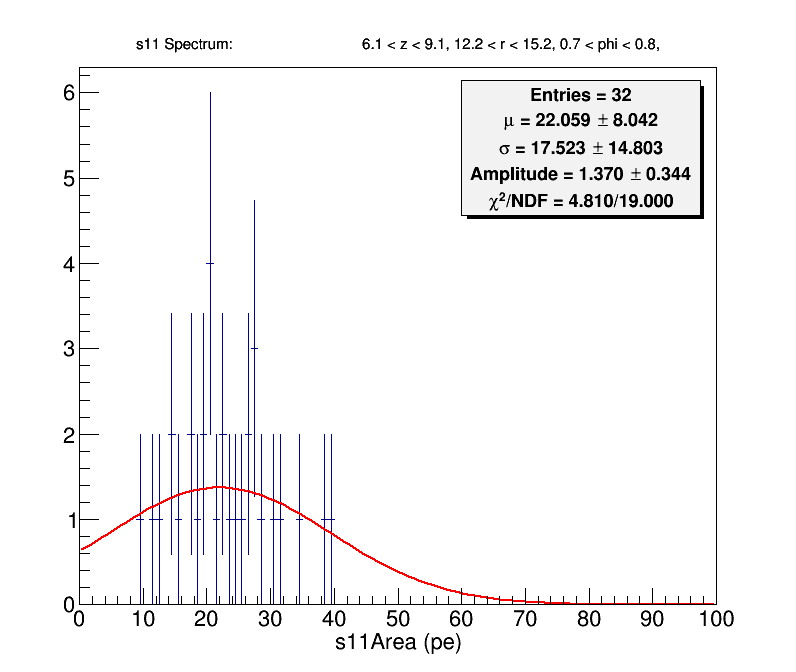 s11 Spectrum: 6.1 < z < 9.1, 12.2 < r < 15.2, 0.7 < phi < 0.8,
Entries = 32
μ = 22.059 ± 8.042
σ = 17.523 ± 14.803
Amplitude = 1.370 ± 0.344
χ²/NDF = 4.810/19.000
6
5
4
3
2
1
0
0 10 20 30 40 50 60 70 80 90 100
s11Area (pe)